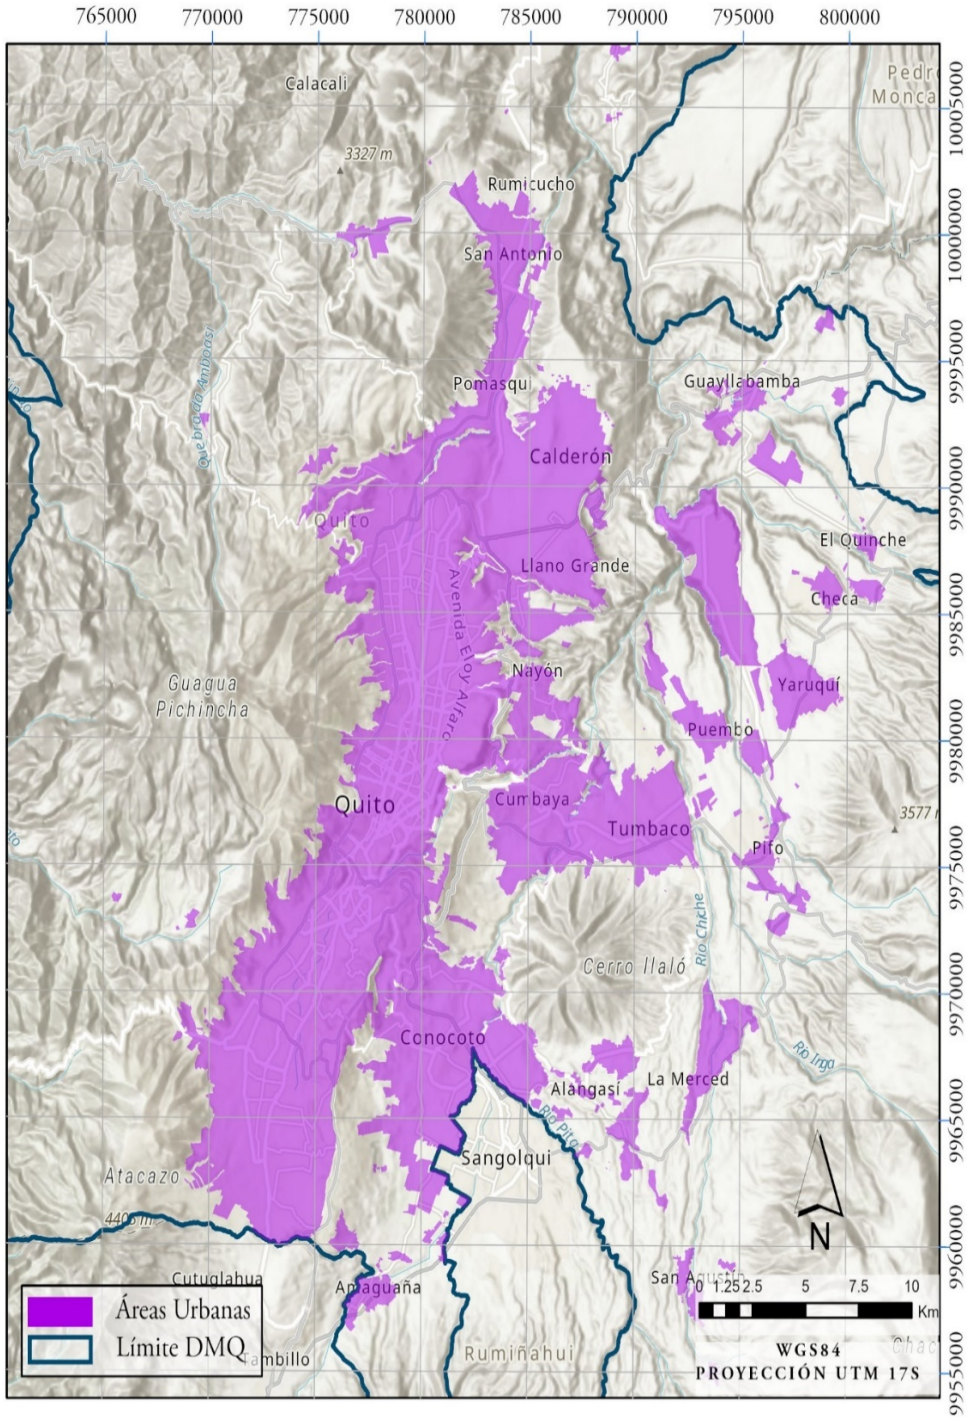 765000 770000 775000 780000 785000 790000 795000 800000
Calacali
Pedr
Monca
10005000
3327 m
Rumicucho
10000000
San Antonio
Quebrada Amboasi
9995000
Pomasqui
Guayllabamba
Calderón
9990000
Quito
El Quinche
Llano Grande
Checa
9985000
Avenida Eloy Alfaro
Nayón
Guagua
Pichincha
Yaruquí
Puembo
9980000
Quito
Cumbaya
3577 m
Tumbaco
Pifo
9975000
Río Chiche
Cerro Ilaló
9970000
Conocoto
Río Inga
La Merced
Alangasí
9965000
Río Pita
Sangolqui
Atacazo
N
9960000
Cutuglahua
San Agustín
Amaguaña
0 1.25 2.5 5 7.5 10
Km
Áreas Urbanas
Límite DMQ
Tambillo
Rumiñahui
Chac
WGS84
PROYECCIÓN UTM 17S
9955000